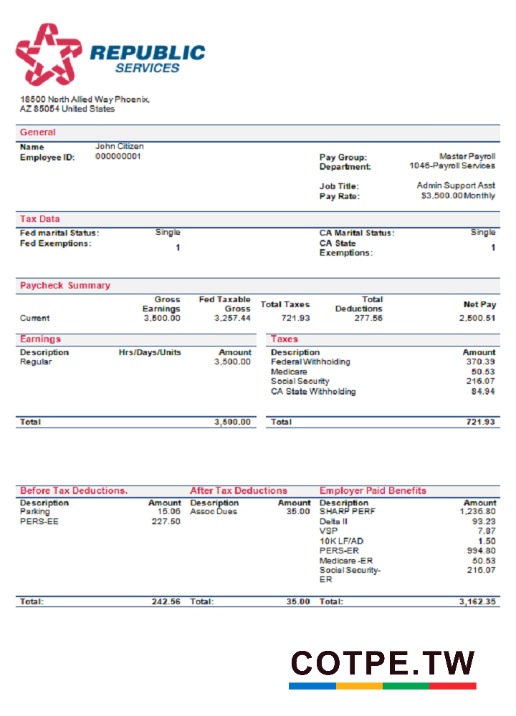 REPUBLIC
SERVICES
18500 North Allied Way Phoenix,
AZ 85054 United States
General
Name John Citizen
Employee ID: 000000001
Pay Group: Master Payroll
Department: 1045-Payroll Services
Job Title: Admin Support Asst
Pay Rate: $3,500.00Monthly
Tax Data
Fed marital Status: Single CA Marital Status: Single
Fed Exemptions: 1 CA State Exemptions: 1
Paycheck Summary
Gross Earnings Fed Taxable Gross Total Taxes Total Deductions Net Pay
Current 3,500.00 3,257.44 721.93 277.56 2,500.51
Earnings Taxes
Description Hrs/Days/Units Amount Description Amount
Regular 3,500.00 Federal Withholding 370.39
Medicare 50.53
Social Security 216.07
CA State Withholding 84.94
Total 3,500.00 Total 721.93
Before Tax Deductions. After Tax Deductions Employer Paid Benefits
Description Amount Description Amount Description Amount
Parking 15.06 Assoc Dues 35.00 SHARP PERF
PERS-EE 227.50 Delta II 93.23
VSP 7.87
10K LF/AD 1.50
PERS-ER 994.80
Medicare -ER 50.53
Social Security- 216.07
ER
Total: 242.56 Total: 35.00 Total: 3,162.35
COTPE.TW